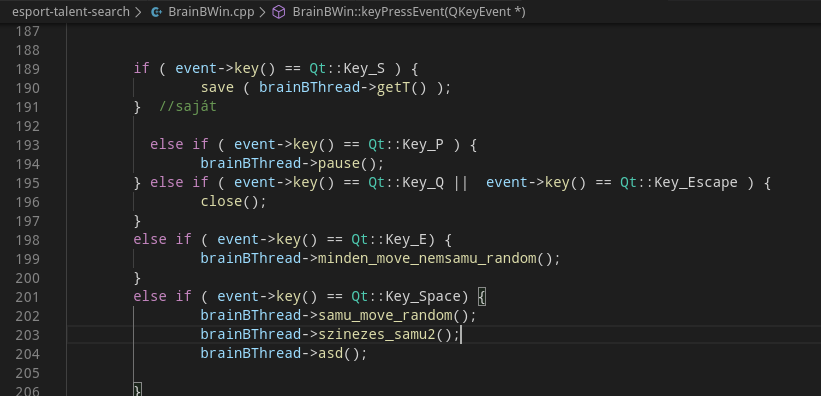 esport-talent-search > BrainBWin.cpp > BrainBWin::keyPressEvent(QKeyEvent *)
187
188
189 if ( event->key() == Qt::Key_S ) {
190 save ( brainBThread->getT() );
191 } //saját
192
193 else if ( event->key() == Qt::Key_P ) {
194 brainBThread->pause();
195 } else if ( event->key() == Qt::Key_Q || event->key() == Qt::Key_Escape ) {
196 close();
197 }
198 else if ( event->key() == Qt::Key_E) {
199 brainBThread->minden_move_nemsamu_random();
200 }
201 else if ( event->key() == Qt::Key_Space) {
202 brainBThread->samu_move_random();
203 brainBThread->szinezes_samu2();
204 brainBThread->asd();
205
206 }